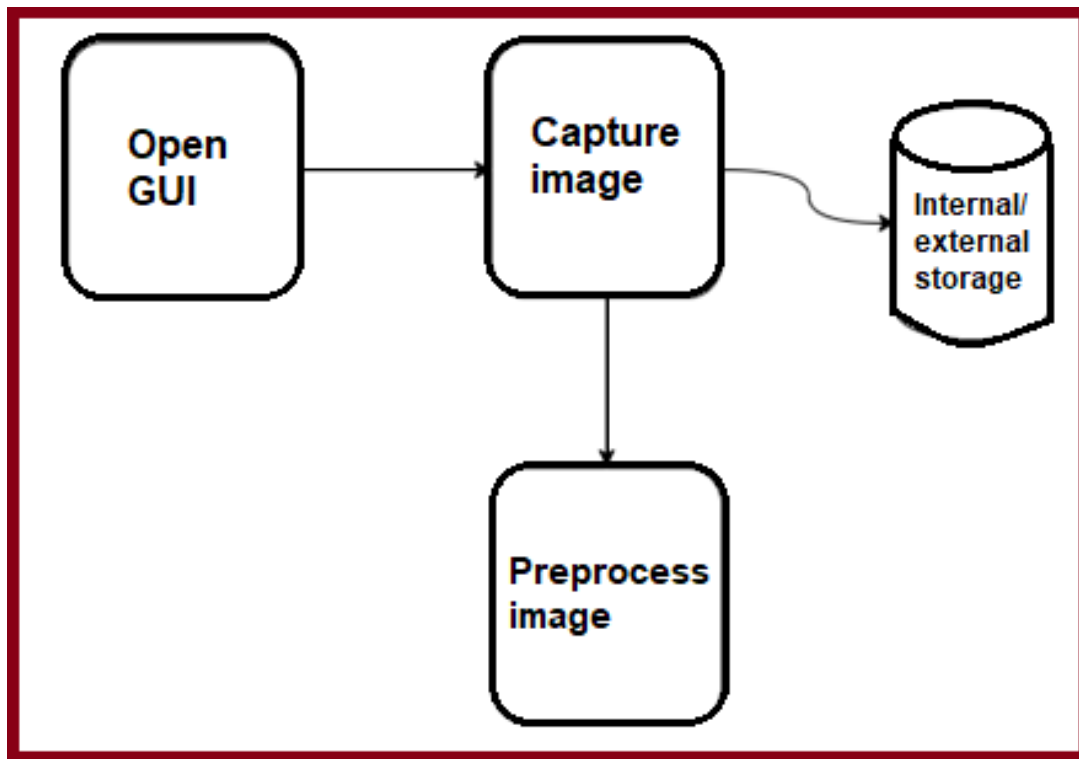 Open
GUI
Capture
image
Internal/
external
storage
Preprocess
image